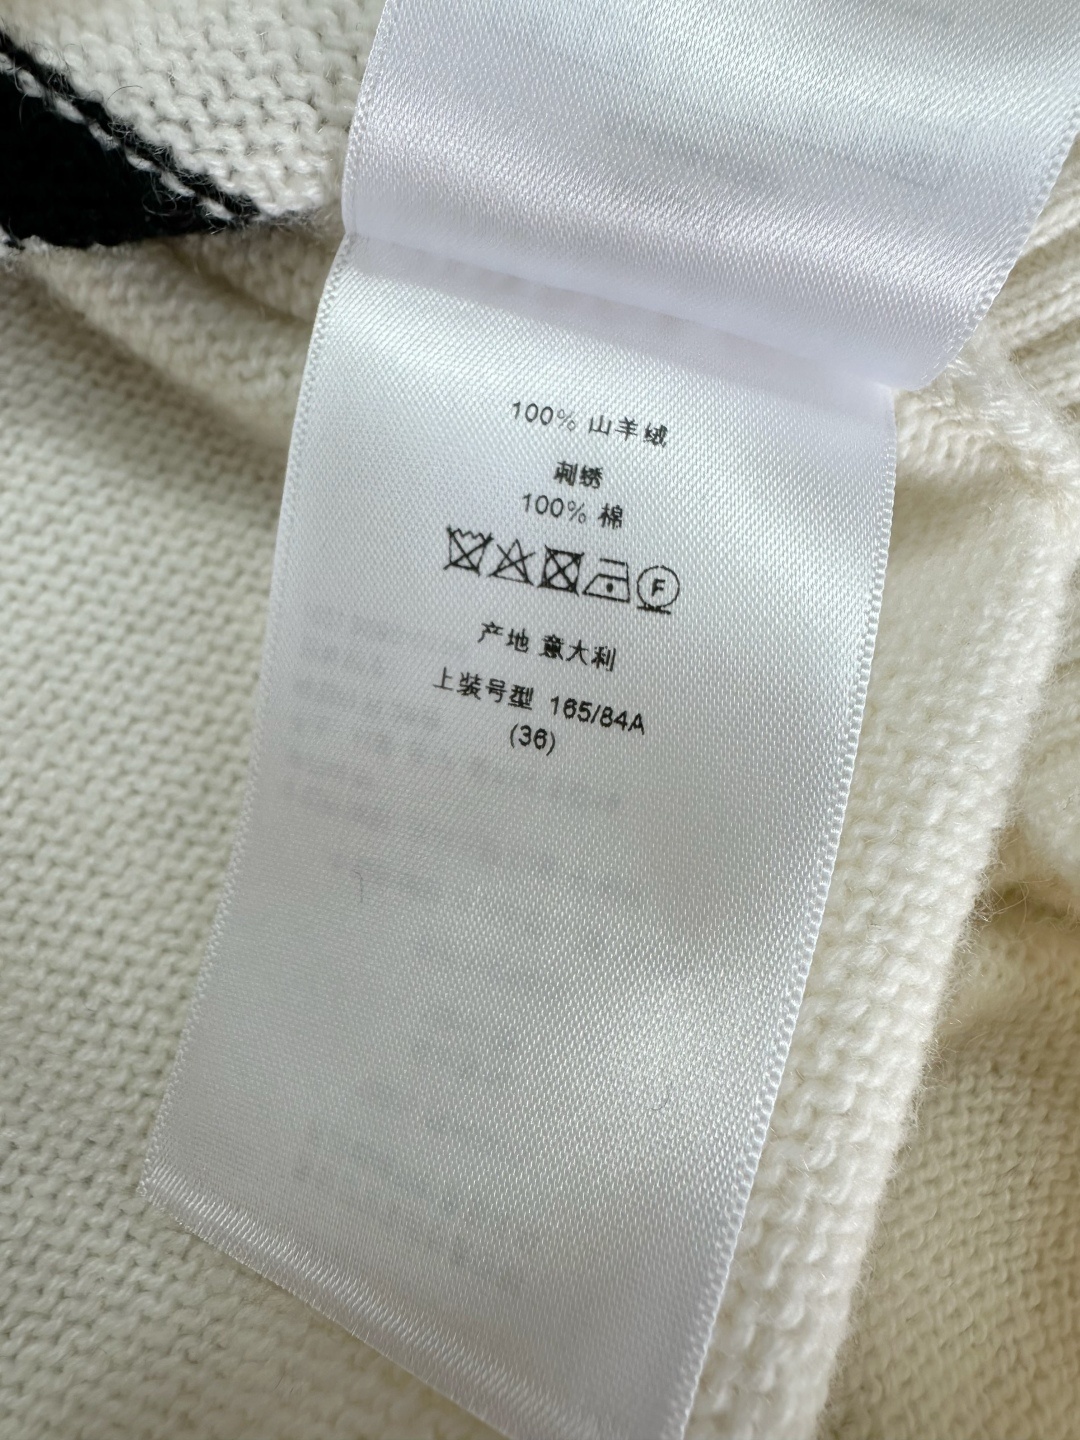 100% 山羊绒
刺绣
100% 棉
F
产地 意大利
上装号型 165/84A
(36)